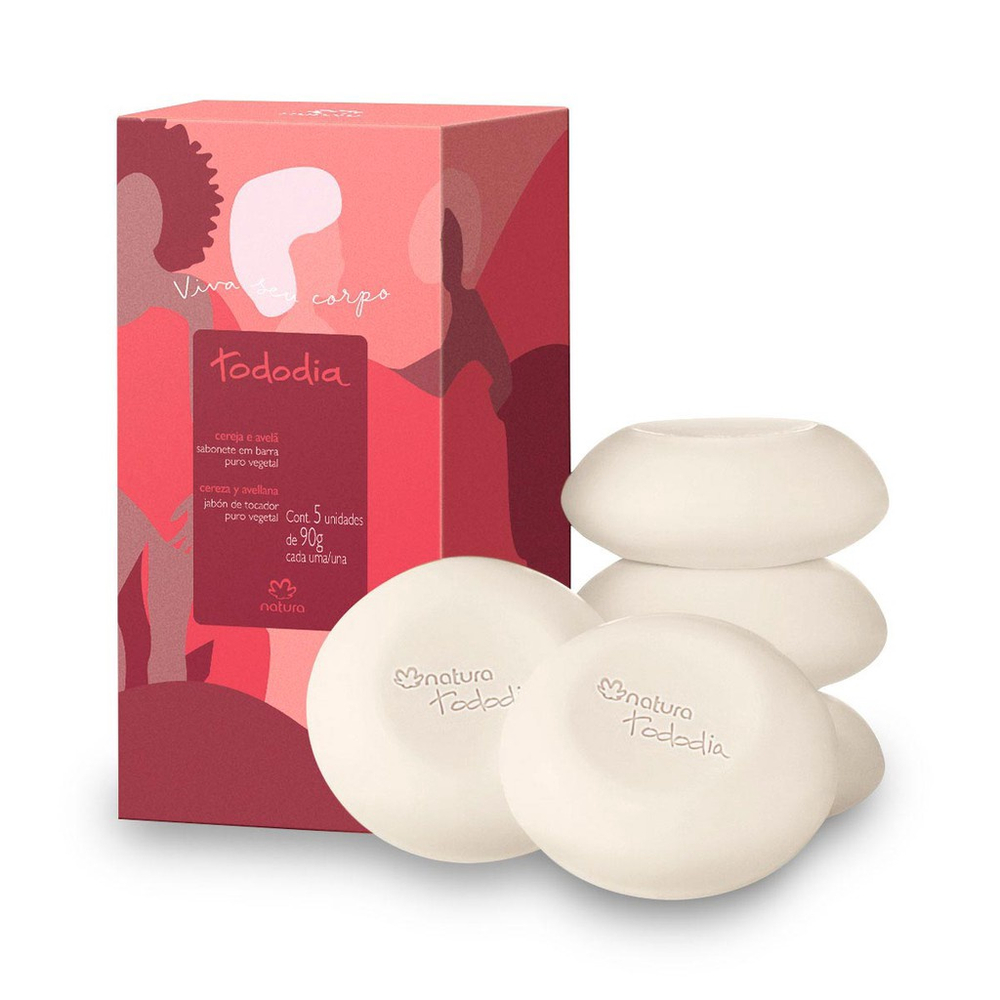 Viva seu corpo
Tododia
cereja e avelã
sabonete em barra
puro vegetal
cereza y avellana
jabón de tocador
puro vegetal
Cont. 5 unidades
de 90g
cada uma/una
natura
natura
Tododi
natura
Tododia